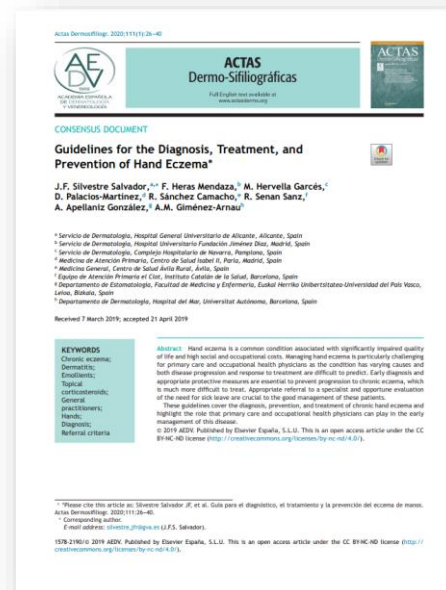 Actas Dermosifiliogr. 2020;111(1):26-40
AEDV
ACADEMIA ESPAÑOLA
DE DERMATOLOGÍA
Y VENEREOLOGÍA
ACTAS
Dermo-Sifiliográficas
Full English text available at
www.actasdermo.org
ACTAS
Dermo-Sifiliográficas
CONSENSUS DOCUMENT
Guidelines for the Diagnosis, Treatment, and
Prevention of Hand Eczema*
J.F. Silvestre Salvador,a,* F. Heras Mendaza,b M. Hervella Garcés,c
D. Palacios-Martínez,d R. Sánchez Camacho,e R. Senan Sanz,f
A. Apellaniz González,g A.M. Giménez-Arnauh
a Servicio de Dermatología, Hospital General Universitario de Alicante, Alicante, Spain
b Servicio de Dermatología, Hospital Universitario Fundación Jiménez Díaz, Madrid, Spain
c Servicio de Dermatología, Complejo Hospitalario de Navarra, Pamplona, Spain
d Medicina de Atención Primaria, Centro de Salud Isabel II, Parla, Madrid, Spain
e Medicina General, Centro de Salud Ávila Rural, Ávila, Spain
f Equipo de Atención Primaria el Clot, Instituto Catalán de la Salud, Barcelona, Spain
g Departamento de Estomatología, Facultad de Medicina y Enfermería, Euskal Herriko Unibertsitatea-Universidad del País Vasco,
Leioa, Bizkaia, Spain
h Departamento de Dermatología, Hospital del Mar, Universitat Autònoma, Barcelona, Spain
Received 7 March 2019; accepted 21 April 2019
KEYWORDS
Chronic eczema;
Dermatitis;
Emollients;
Topical
corticosteroids;
General
practitioners;
Hands;
Diagnosis;
Referral criteria
Abstract Hand eczema is a common condition associated with significantly impaired quality
of life and high social and occupational costs. Managing hand eczema is particularly challenging
for primary care and occupational health physicians as the condition has varying causes and
both disease progression and response to treatment are difficult to predict. Early diagnosis and
appropriate protective measures are essential to prevent progression to chronic eczema, which
is much more difficult to treat. Appropriate referral to a specialist and opportune evaluation
of the need for sick leave are crucial to the good management of these patients.
These guidelines cover the diagnosis, prevention, and treatment of chronic hand eczema and
highlight the role that primary care and occupational health physicians can play in the early
management of this disease.
© 2019 AEDV. Published by Elsevier España, S.L.U. This is an open access article under the CC
BY-NC-ND license (http://creativecommons.org/licenses/by-nc-nd/4.0/).
* *Please cite this article as: Silvestre Salvador JF, et al. Guía para el diagnóstico, el tratamiento y la prevención del eccema de manos.
Actas Dermosifiliogr. 2020;111:26-40.
* Corresponding author.
E-mail address: silvestre_jfr@gva.es (J.F.S. Salvador).
1578-2190/© 2019 AEDV. Published by Elsevier España, S.L.U. This is an open access article under the CC BY-NC-ND license (http://
creativecommons.org/licenses/by-nc-nd/4.0/).